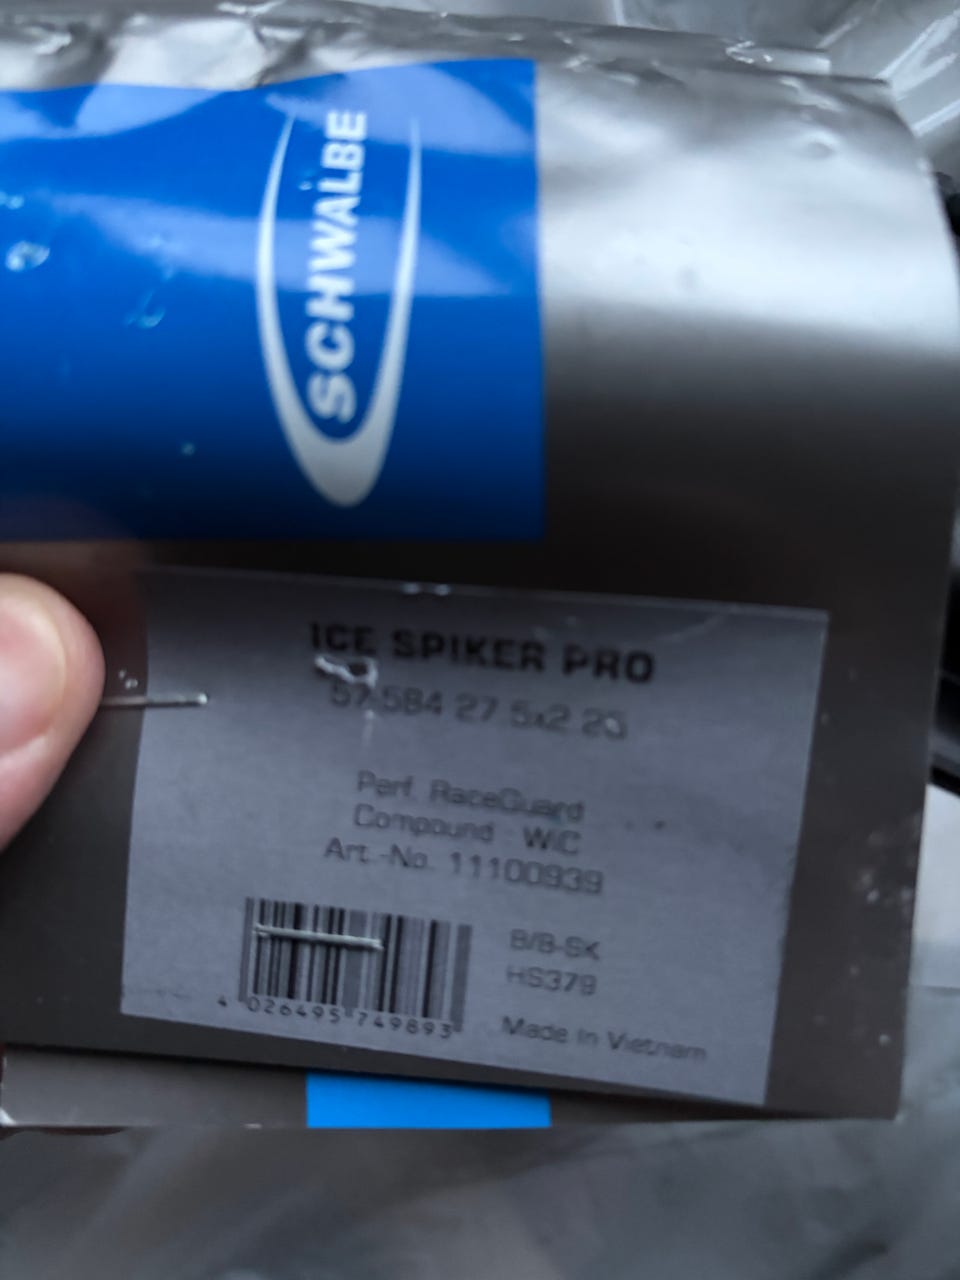 SCHWALBE
ICE SPIKER PRO
57-584 27.5x2.25
Perf. RaceGuard
Compound WiC
Art.-No. 11100939
B/B-SK
HS379
4 026495 749893
Made in Vietnam